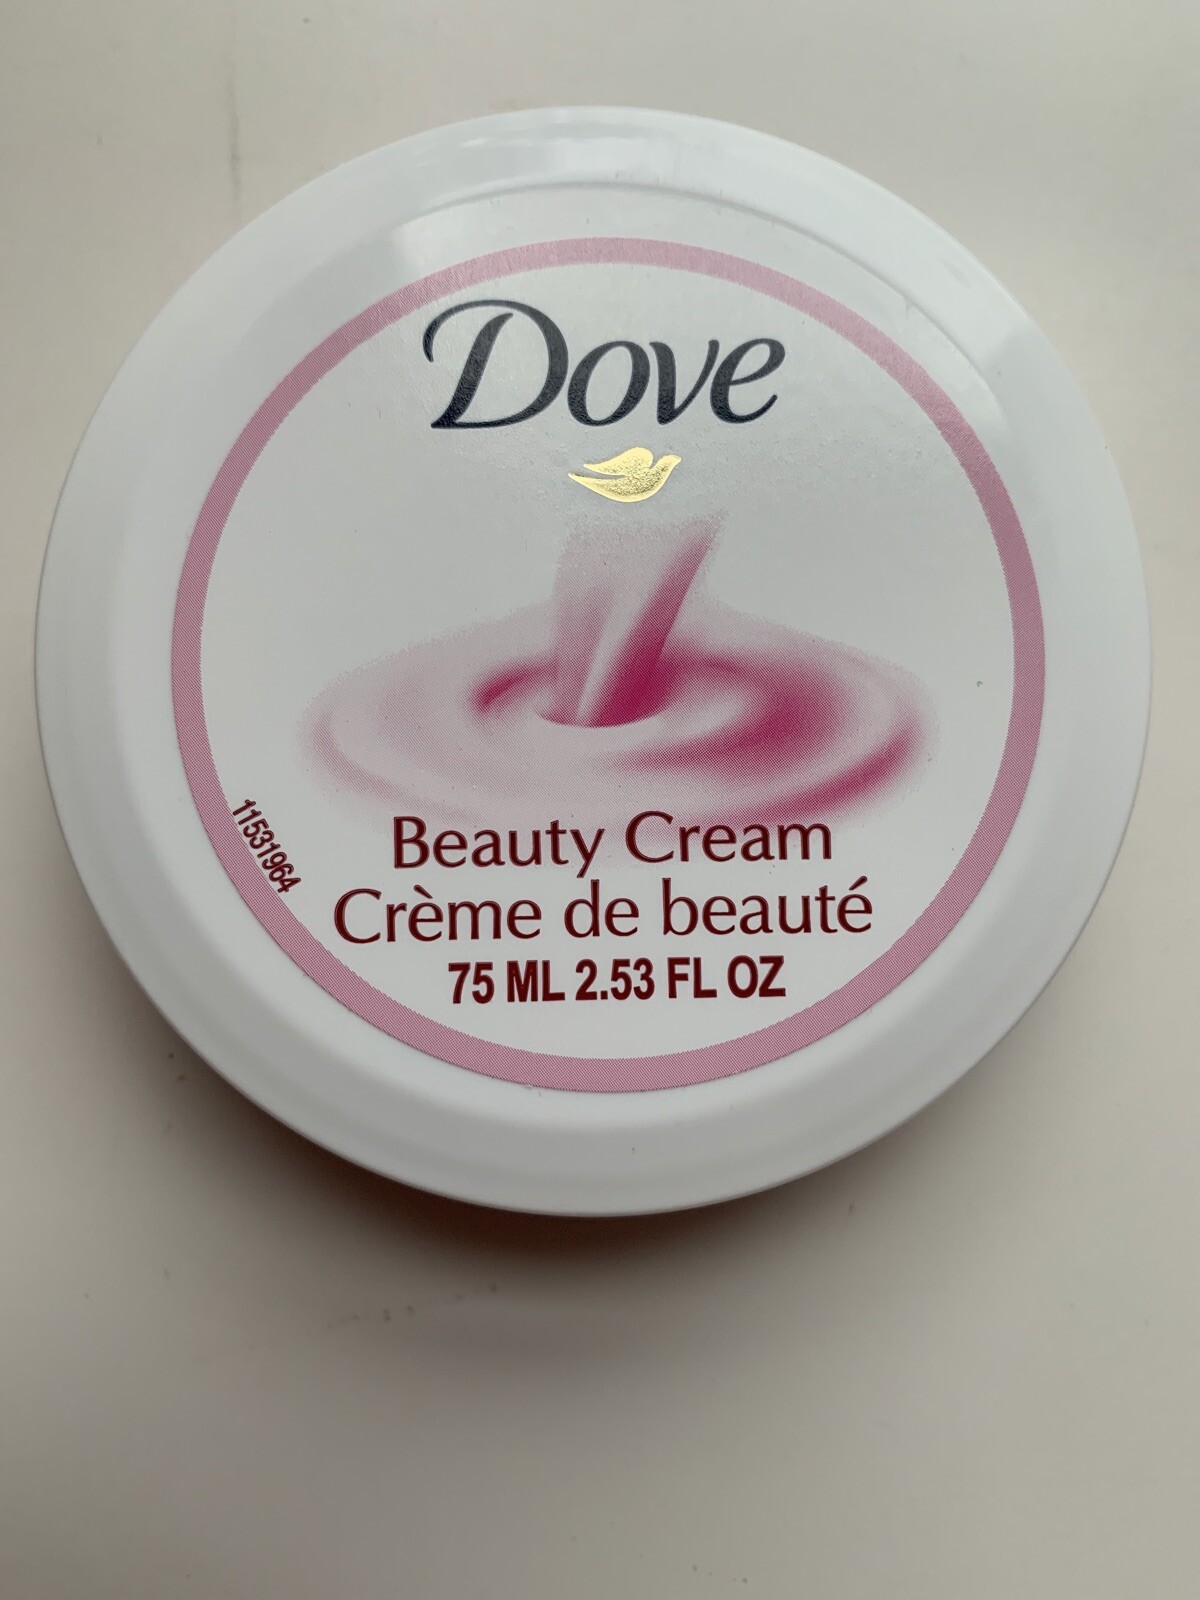 Dove
Beauty Cream
Crème de beauté
75 ML 2.53 FL OZ
11531964